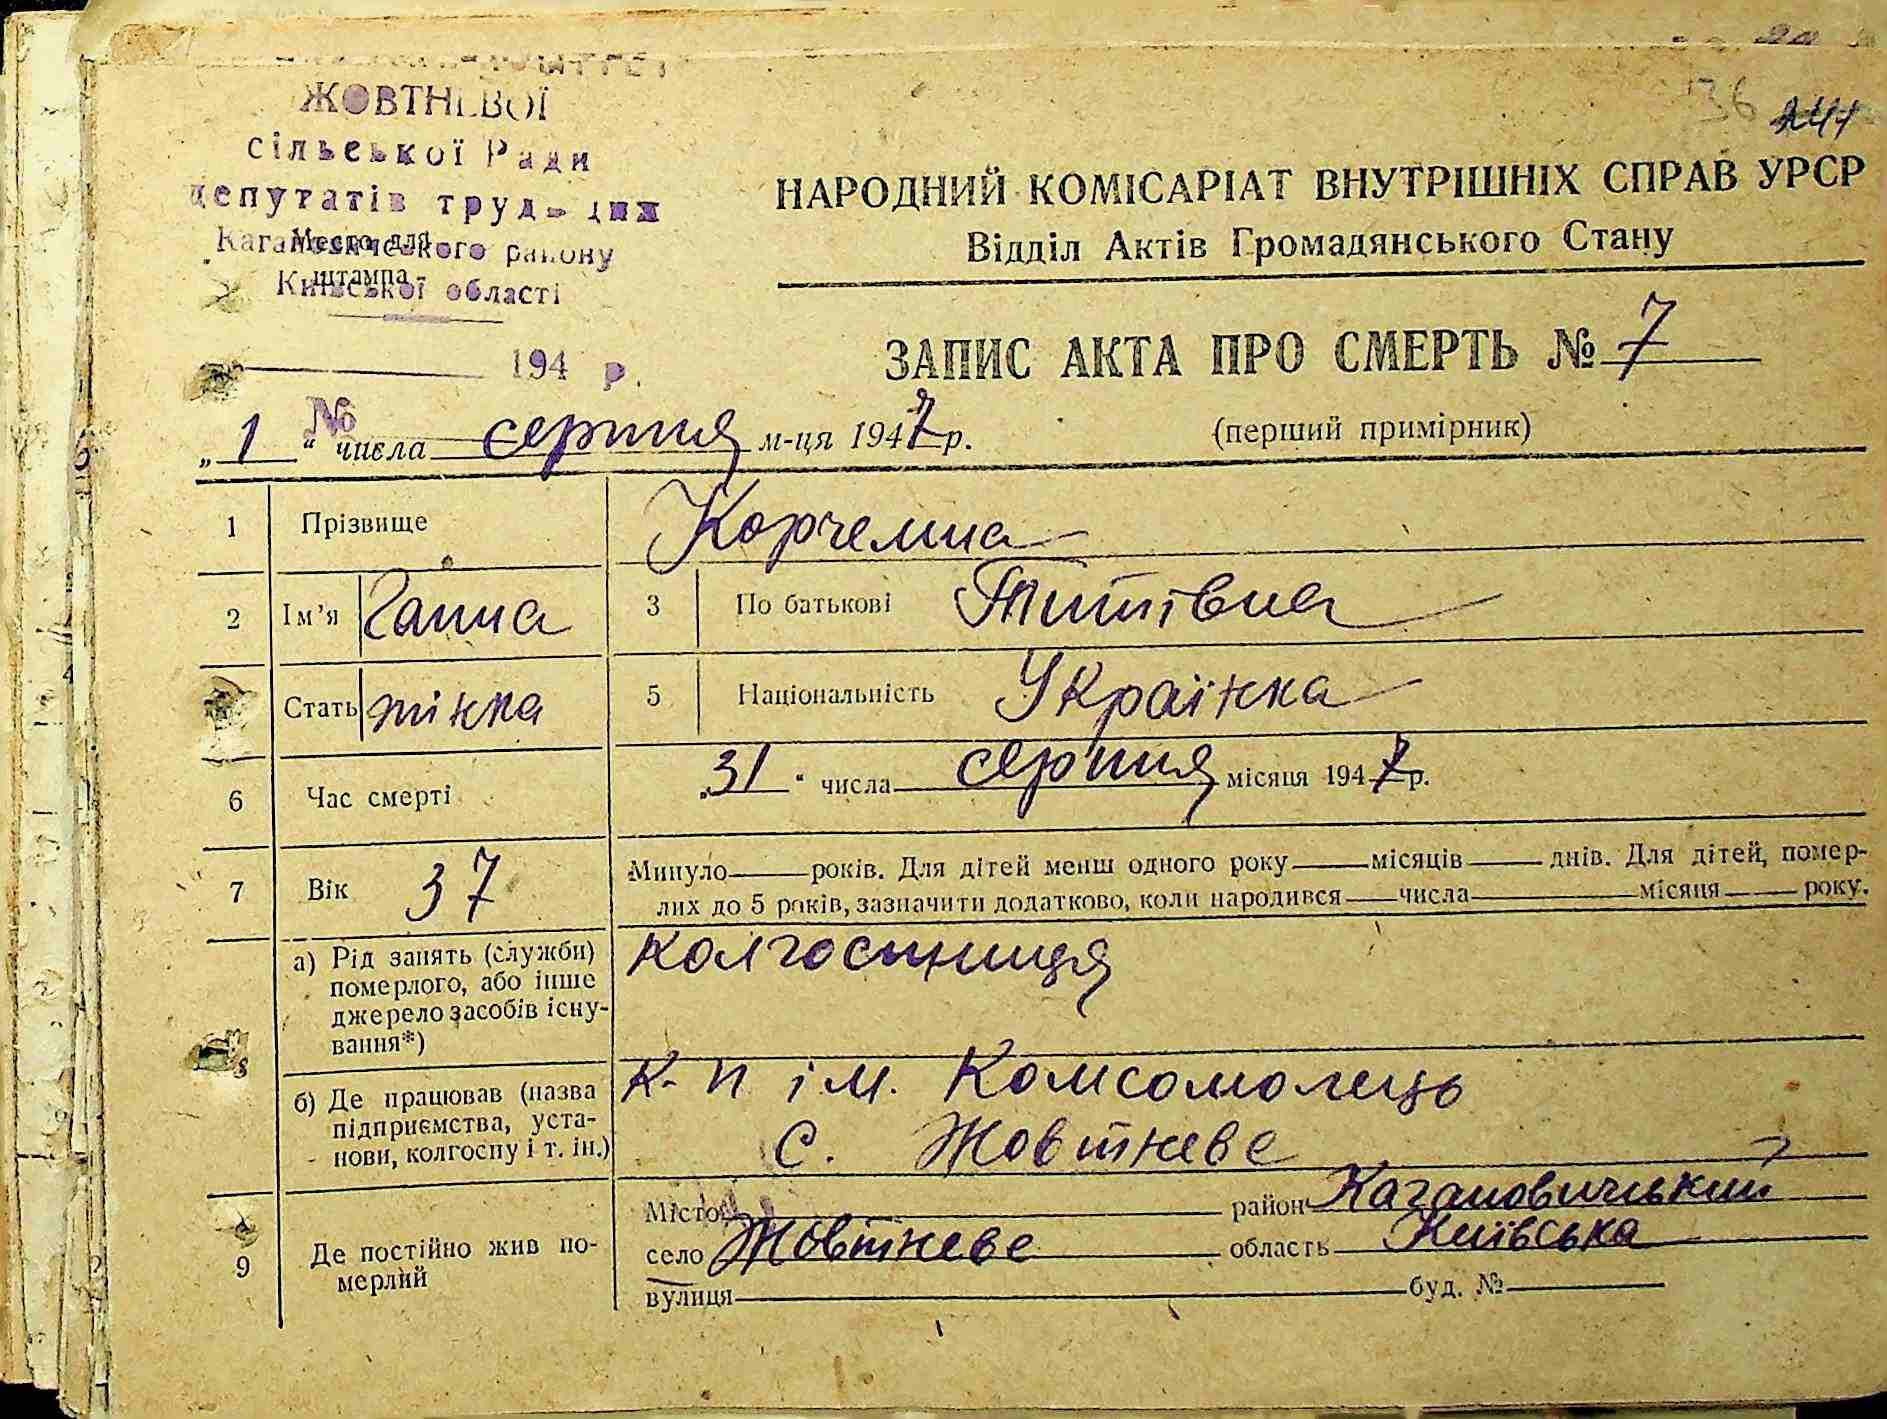 ЖОВТНЕВОЇ
сільської Ради
депутатів трудящих
Кагановичського району
Місто для
Київської області
штампа
194 р.
№
36
НАРОДНИЙ КОМІСАРІАТ ВНУТРІШНІХ СПРАВ УРСР
Відділ Актів Громадянського Стану
ЗАПИС АКТА ПРО СМЕРТЬ № 7
„1“ числа серпня м-ця 1947 р.
(перший примірник)
1 Прізвище Корчемна
2 Ім'я Ганна 3 По батькові Титівна
Стать жінка 5 Національність Українка
6 Час смерті „31“ числа серпня місяця 1947 р.
7 Вік 37 Минуло років. Для дітей менш одного року місяців днів. Для дітей, помер-
лих до 5 років, зазначити додатково, коли народився числа місяця року.
8 а) Рід занять (служби) померлого, або інше джерело засобів існу-вання*) колгоспниця
б) Де працював (назва підприємства, уста-нови, колгоспу і т. ін.) к-п ім. Комсомолець
с. Жовтневе
9 Де постійно жив по-мерлий
Місто район Кагановичський
село Жовтневе область Київська
вулиця буд. №